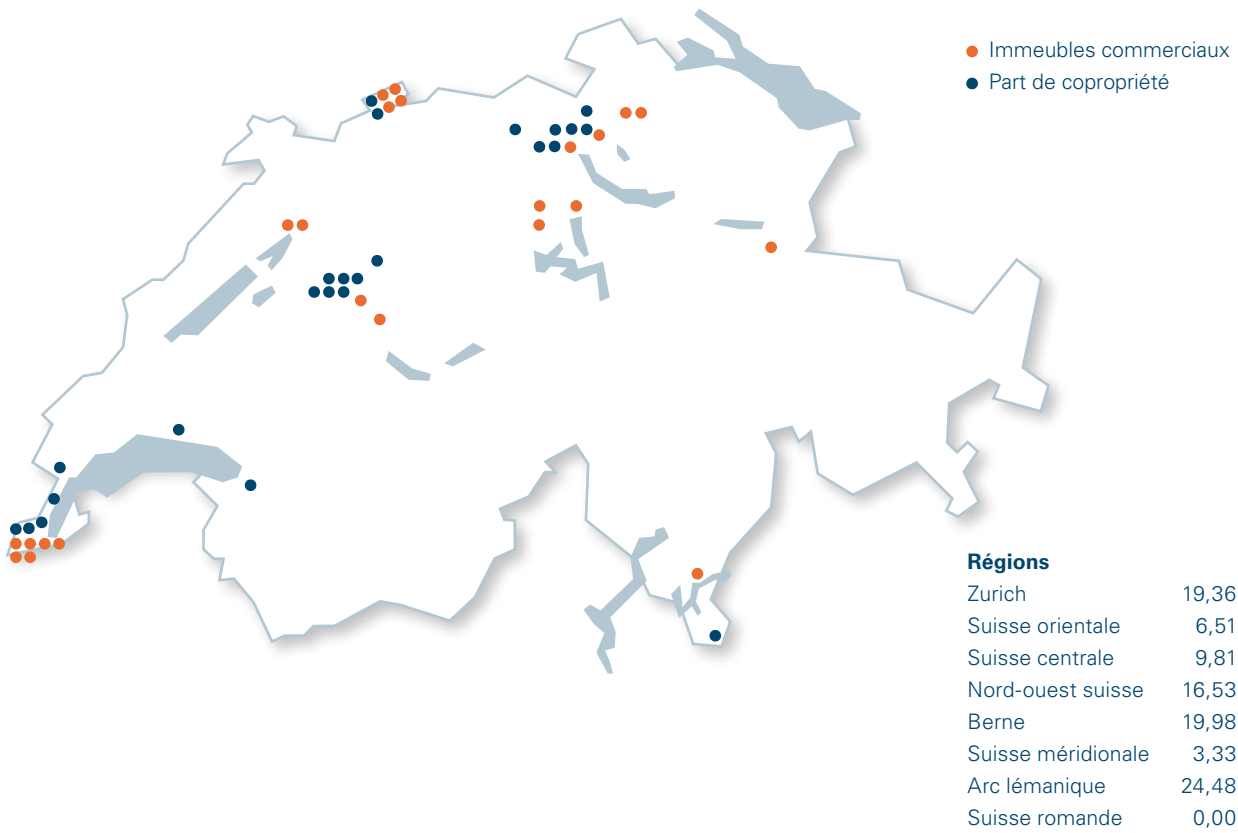 Immeubles commerciaux
Part de copropriété
Régions
Zurich 19,36
Suisse orientale 6,51
Suisse centrale 9,81
Nord-ouest suisse 16,53
Berne 19,98
Suisse méridionale 3,33
Arc lémanique 24,48
Suisse romande 0,00